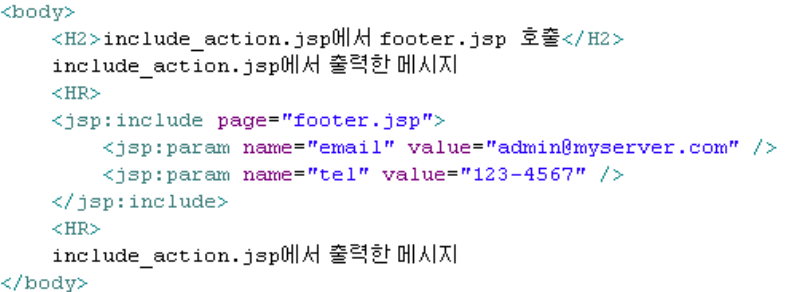 <body>
<H2>include_action.jsp에서 footer.jsp 호출</H2>
include_action.jsp에서 출력한 메시지
<HR>
<jsp:include page="footer.jsp">
<jsp:param name="email" value="admin@myserver.com" />
<jsp:param name="tel" value="123-4567" />
</jsp:include>
<HR>
include_action.jsp에서 출력한 메시지
</body>